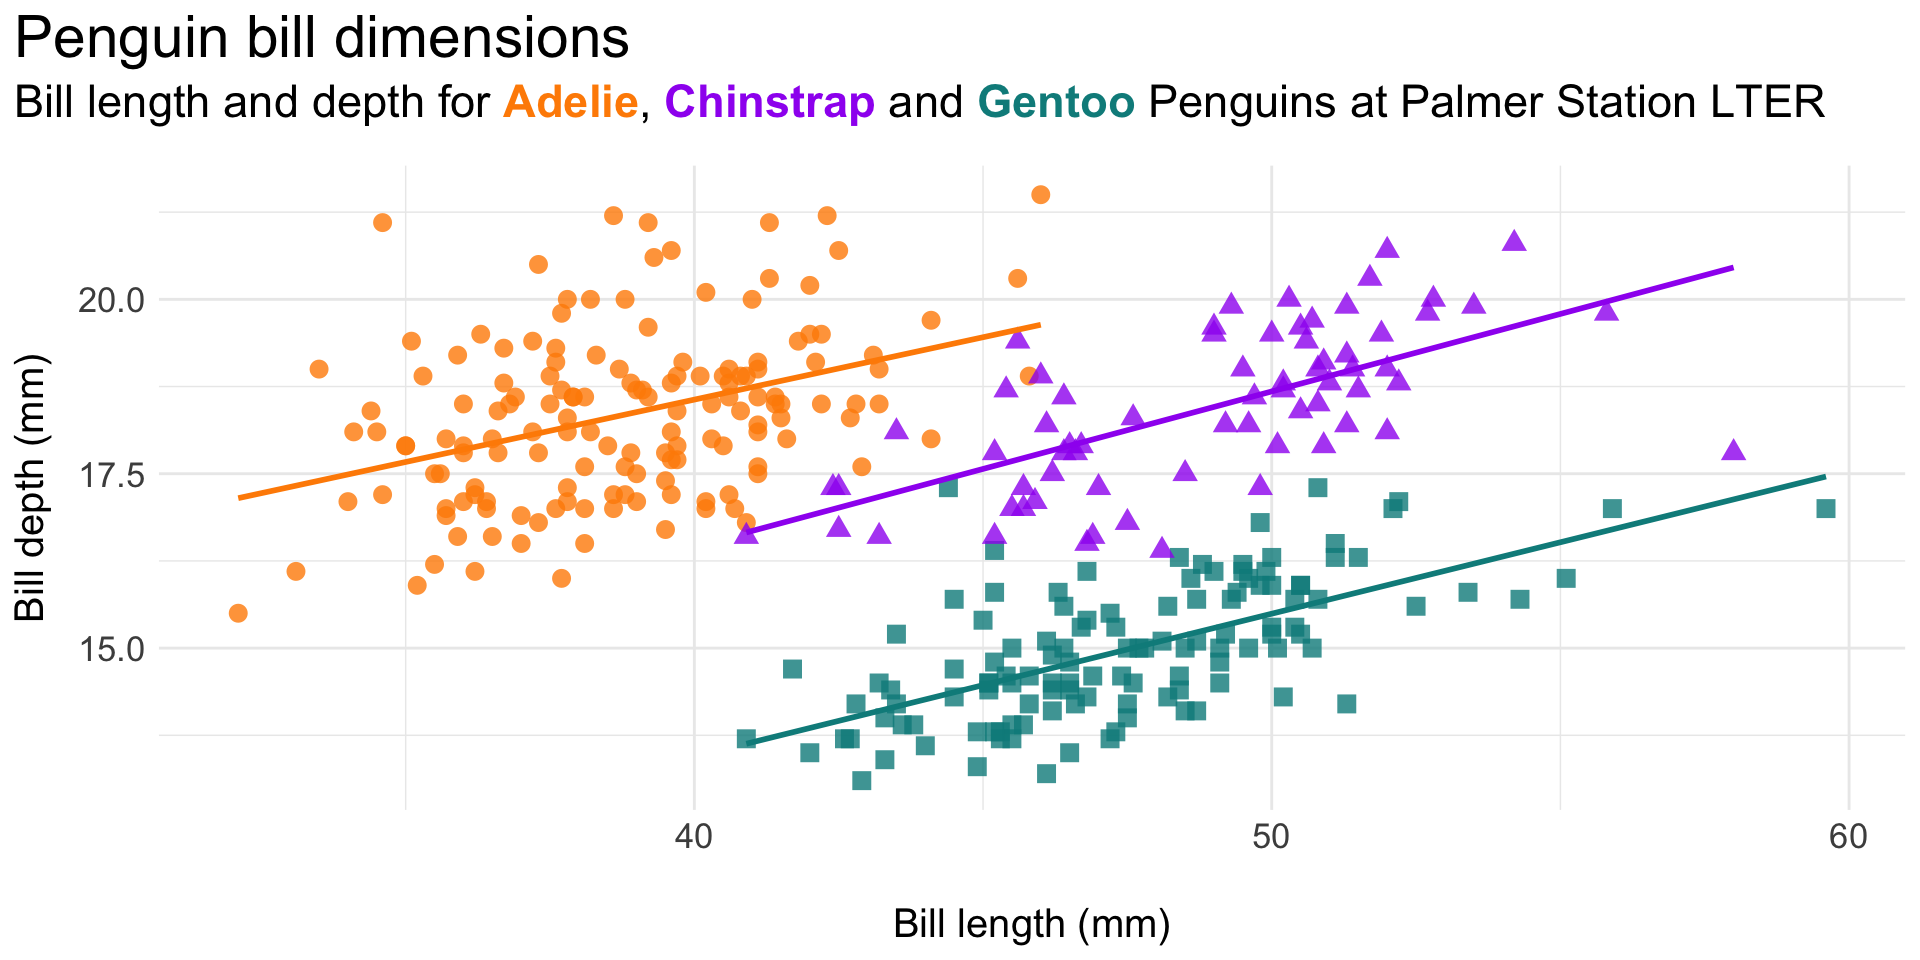 Penguin bill dimensions
Bill length and depth for Adelie, Chinstrap and Gentoo Penguins at Palmer Station LTER
Bill depth (mm)
20.0
17.5
15.0
40 50 60
Bill length (mm)